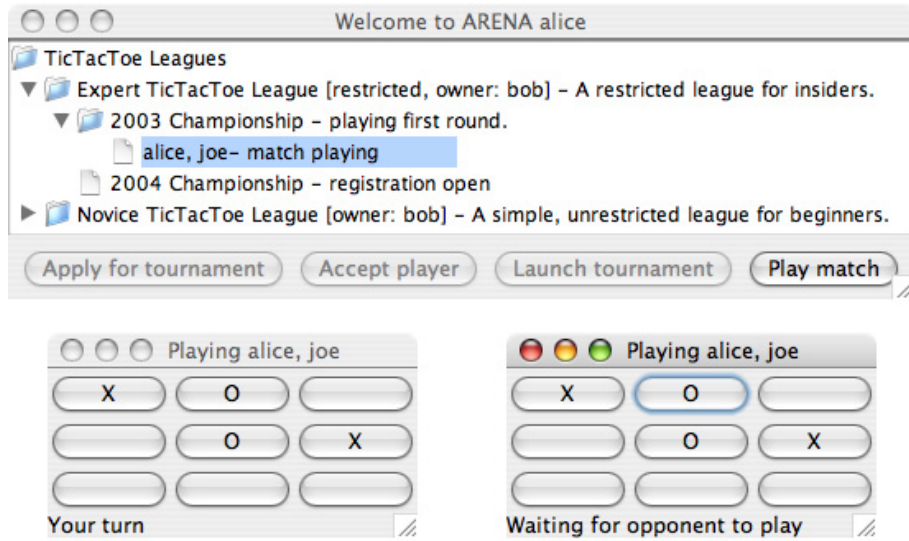 Welcome to ARENA alice
TicTacToe Leagues
Expert TicTacToe League [restricted, owner: bob] – A restricted league for insiders.
2003 Championship – playing first round.
alice, joe– match playing
2004 Championship – registration open
Novice TicTacToe League [owner: bob] – A simple, unrestricted league for beginners.
Apply for tournament Accept player Launch tournament Play match
Playing alice, joe
X O
O X
Your turn
Playing alice, joe
X O
O X
Waiting for opponent to play